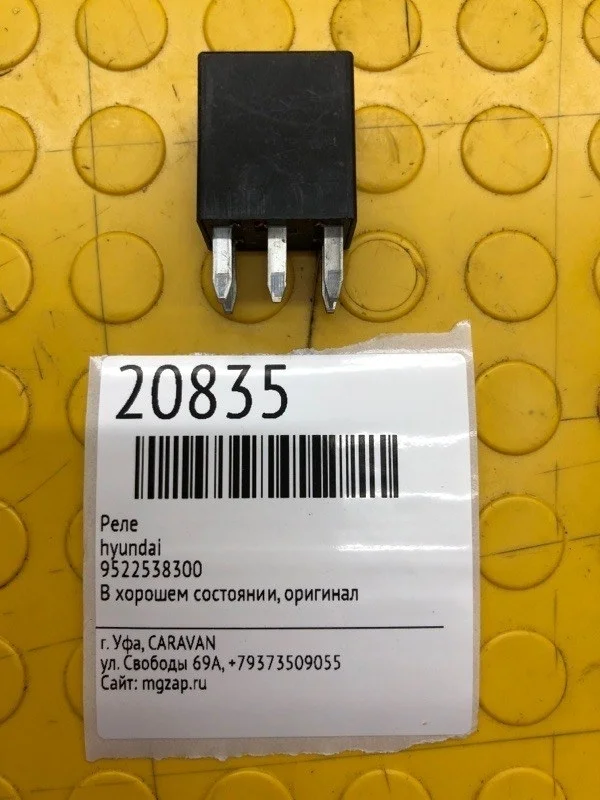 20835
Реле
hyundai
9522538300
В хорошем состоянии, оригинал
г. Уфа, CARAVAN
ул. Свободы 69А, +79373509055
Сайт: mgzap.ru